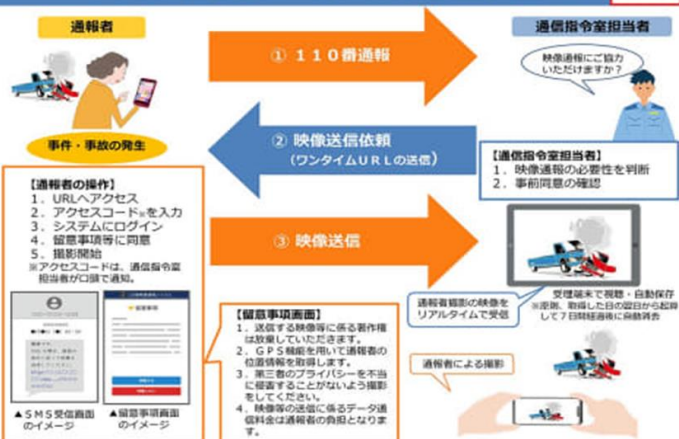 通報者
通信指令室担当者
① 110番通報
映像通報にご協力
いただけますか？
事件・事故の発生
② 映像送信依頼
（ワンタイムURLの送信）
【通信指令室担当者】
1．映像通報の必要性を判断
2．事前同意の確認
【通報者の操作】
1．URLへアクセス
2．アクセスコード※を入力
3．システムにログイン
4．留意事項等に同意
5．撮影開始
※アクセスコードは、通信指令室
担当者が口頭で通知。
③ 映像送信
通報者撮影の映像を
リアルタイムで受信
受理端末で視聴・自動保存
※原則、取得した日の翌日から起算
して7日間経過後に自動消去
▲SMS受信画面
のイメージ
留意事項
▲留意事項画面
のイメージ
【留意事項画面】
1．送信する映像等に係る著作権
は放棄していただきます。
2．GPS機能を用いて通報者の
位置情報を取得します。
3．第三者のプライバシーを不当
に侵害することがないよう撮影
をしてください。
4．映像等の送信に係るデータ通
信料金は通報者の負担となりま
す。
通報者による撮影